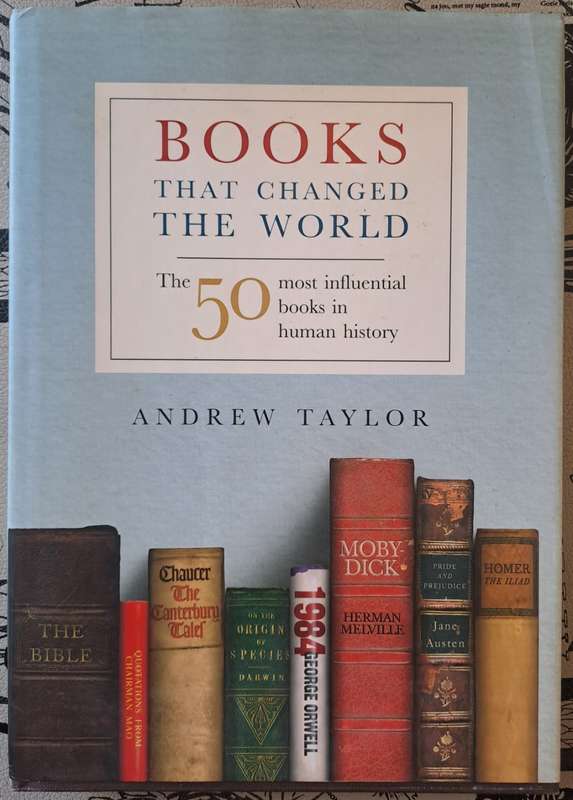 BOOKS
THAT CHANGED
THE WORLD
The 50 most influential
books in
human history
ANDREW TAYLOR
THE
BIBLE
QUOTATIONS FROM
CHAIRMAN MAO
Chaucer
The
Canterbury
Tales
ON THE
ORIGIN
OF
SPECIES
DARWIN
1984
GEORGE ORWELL
MOBY-
DICK
HERMAN
MELVILLE
PRIDE
AND
PREJUDICE
Jane
Austen
HOMER
THE ILIAD